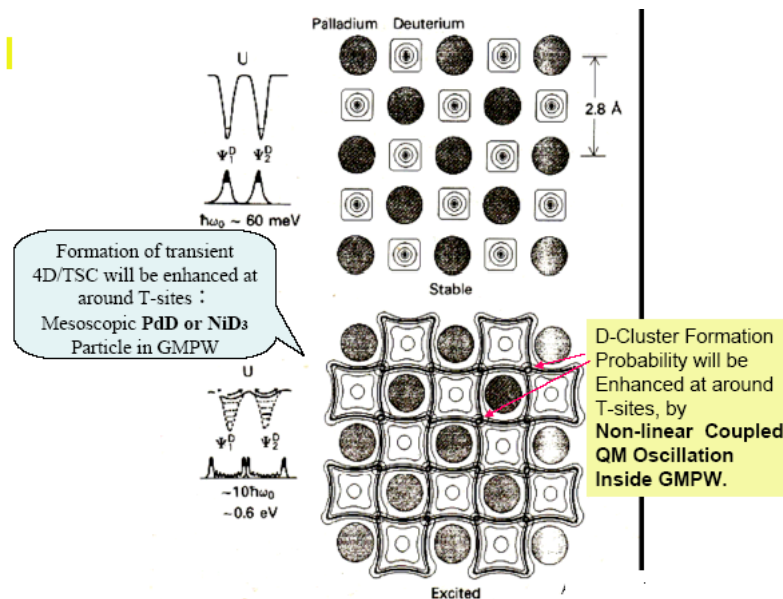 Palladium Deuterium
U
2.8 Å
Ψ₁ᴰ Ψ₂ᴰ
ħω₀ ~ 60 meV
Stable
Formation of transient
4D/TSC will be enhanced at
around T-sites：
Mesoscopic PdD or NiD₃
Particle in GMPW
U
Ψ₁ᴰ Ψ₂ᴰ
~10ħω₀
~0.6 eV
Excited
D-Cluster Formation
Probability will be
Enhanced at around
T-sites, by
Non-linear Coupled
QM Oscillation
Inside GMPW.